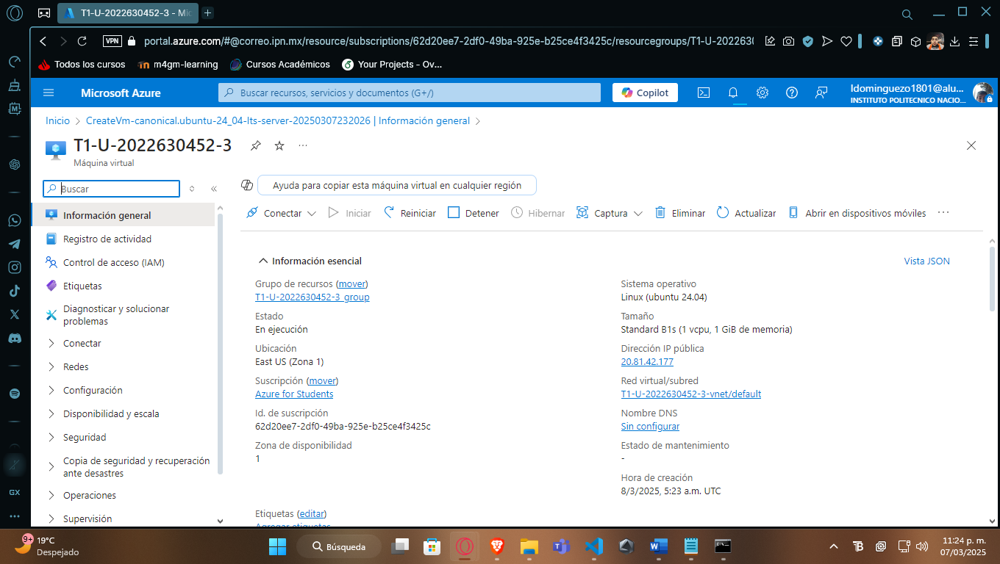 T1-U-2022630452-3 - Mic
VPN
portal.azure.com/#@correo.ipn.mx/resource/subscriptions/62d20ee7-2df0-49ba-925e-b25ce4f3425c/resourcegroups/T1-U-202263
Todos los cursos
m4gm-learning
Cursos Académicos
Your Projects - Ov...
Microsoft Azure
Buscar recursos, servicios y documentos (G+/)
Copilot
ldominguezo1801@alu...
INSTITUTO POLITECNICO NACIO...
Inicio > CreateVm-canonical.ubuntu-24_04-lts-server-20250307232026 | Información general >
T1-U-2022630452-3
Máquina virtual
Buscar
Ayuda para copiar esta máquina virtual en cualquier región
Conectar
Iniciar
Reiniciar
Detener
Hibernar
Captura
Eliminar
Actualizar
Abrir en dispositivos móviles
Información general
Registro de actividad
Control de acceso (IAM)
Etiquetas
Diagnosticar y solucionar
problemas
Conectar
Redes
Configuración
Disponibilidad y escala
Seguridad
Copia de seguridad y recuperación
ante desastres
Operaciones
Supervisión
Información esencial
Vista JSON
Grupo de recursos (mover)
T1-U-2022630452-3_group
Estado
En ejecución
Ubicación
East US (Zona 1)
Suscripción (mover)
Azure for Students
Id. de suscripción
62d20ee7-2df0-49ba-925e-b25ce4f3425c
Zona de disponibilidad
1
Sistema operativo
Linux (ubuntu 24.04)
Tamaño
Standard B1s (1 vcpu, 1 GiB de memoria)
Dirección IP pública
20.81.42.177
Red virtual/subred
T1-U-2022630452-3-vnet/default
Nombre DNS
Sin configurar
Estado de mantenimiento
-
Hora de creación
8/3/2025, 5:23 a.m. UTC
Etiquetas (editar)
Agregar etiquetas
GX
9+
19°C
Despejado
Búsqueda
11:24 p. m.
07/03/2025